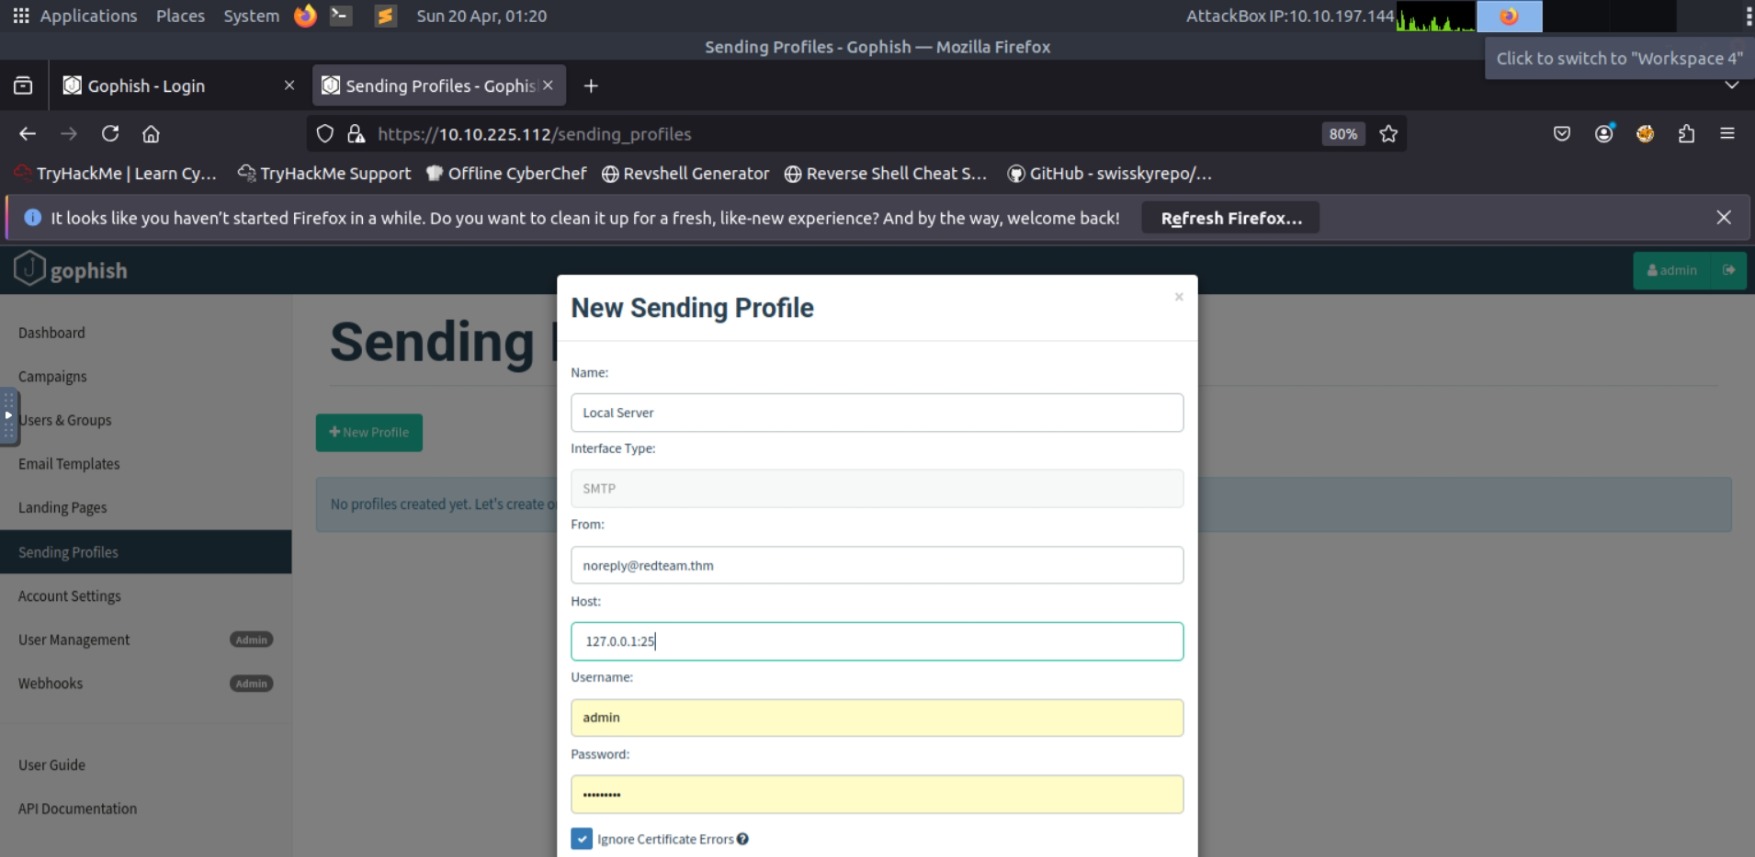 Applications Places System Sun 20 Apr, 01:20 AttackBox IP:10.10.197.144
Sending Profiles - Gophish — Mozilla Firefox
Click to switch to "Workspace 4"
Gophish - Login × Sending Profiles - Gophis × +
https://10.10.225.112/sending_profiles 80%
TryHackMe | Learn Cy... TryHackMe Support Offline CyberChef Revshell Generator Reverse Shell Cheat S... GitHub - swisskyrepo/...
It looks like you haven't started Firefox in a while. Do you want to clean it up for a fresh, like-new experience? And by the way, welcome back! Refresh Firefox...
gophish
admin
Dashboard
Campaigns
Users & Groups
Email Templates
Landing Pages
Sending Profiles
Account Settings
User Management Admin
Webhooks Admin
User Guide
API Documentation
Sending
+ New Profile
No profiles created yet. Let's create
New Sending Profile ×
Name:
Local Server
Interface Type:
SMTP
From:
noreply@redteam.thm
Host:
127.0.0.1:25
Username:
admin
Password:
•••••••••
Ignore Certificate Errors